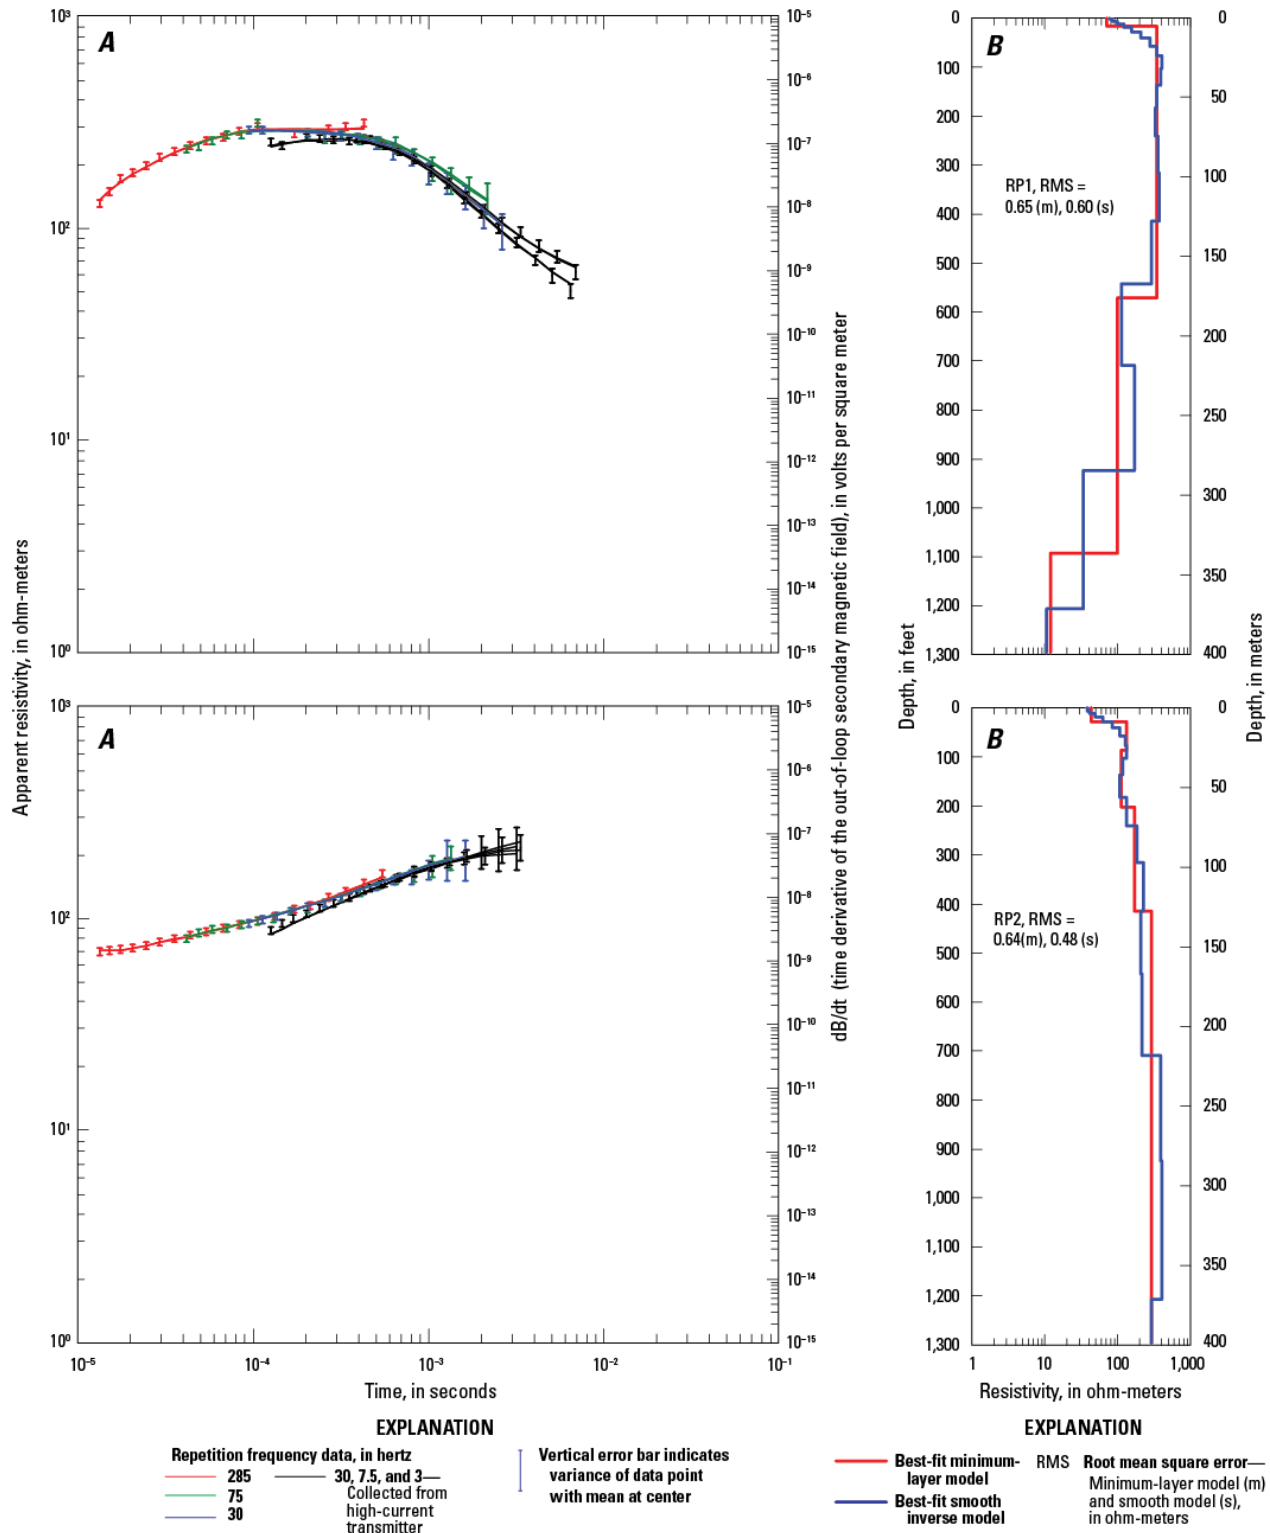 A
10³
10²
10¹
10⁰
10⁻⁵
10⁻⁶
10⁻⁷
10⁻⁸
10⁻⁹
10⁻¹⁰
10⁻¹¹
10⁻¹²
10⁻¹³
10⁻¹⁴
10⁻¹⁵
B
0
100
200
300
400
500
600
700
800
900
1,000
1,100
1,200
1,300
0
50
100
150
200
250
300
350
400
RP1, RMS =
0.65 (m), 0.60 (s)
Apparent resistivity, in ohm-meters
dB/dt (time derivative of the out-of-loop secondary magnetic field), in volts per square meter
Depth, in feet
Depth, in meters
A
10³
10²
10¹
10⁰
10⁻⁵
10⁻⁶
10⁻⁷
10⁻⁸
10⁻⁹
10⁻¹⁰
10⁻¹¹
10⁻¹²
10⁻¹³
10⁻¹⁴
10⁻¹⁵
10⁻⁵
10⁻⁴
10⁻³
10⁻²
10⁻¹
Time, in seconds
B
0
100
200
300
400
500
600
700
800
900
1,000
1,100
1,200
1,300
0
50
100
150
200
250
300
350
400
RP2, RMS =
0.64(m), 0.48 (s)
1
10
100
1,000
Resistivity, in ohm-meters
EXPLANATION
Repetition frequency data, in hertz
285
75
30
30, 7.5, and 3—
Collected from
high-current
transmitter
Vertical error bar indicates
variance of data point
with mean at center
EXPLANATION
Best-fit minimum-
layer model
Best-fit smooth
inverse model
RMS Root mean square error—
Minimum-layer model (m)
and smooth model (s),
in ohm-meters